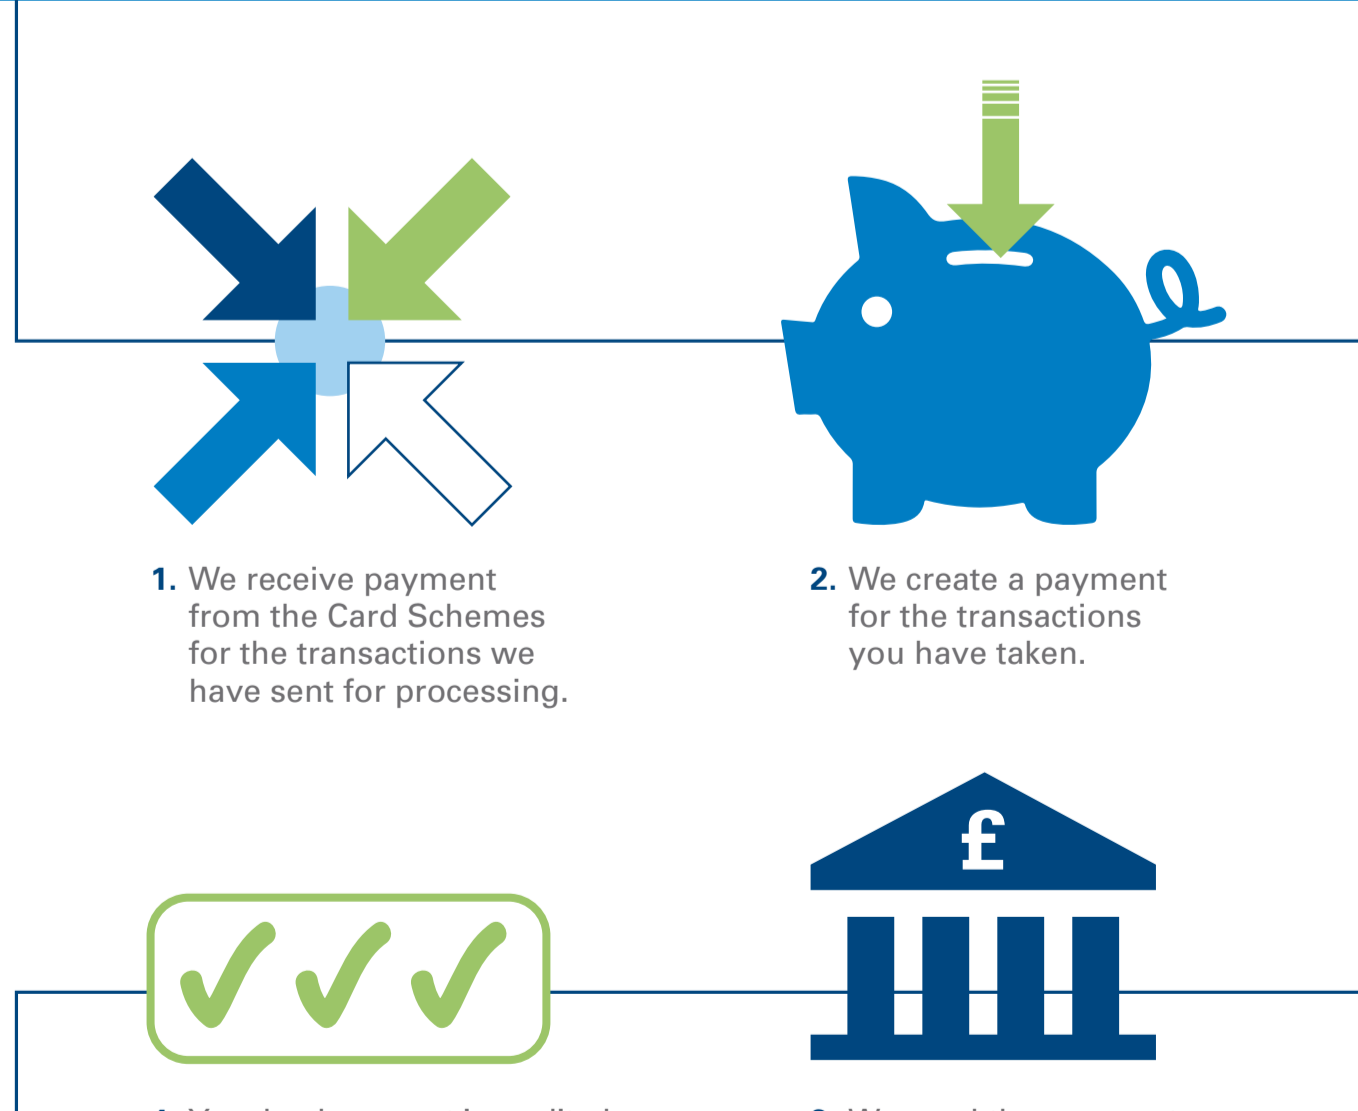 1. We receive payment
from the Card Schemes
for the transactions we
have sent for processing.
2. We create a payment
for the transactions
you have taken.
£